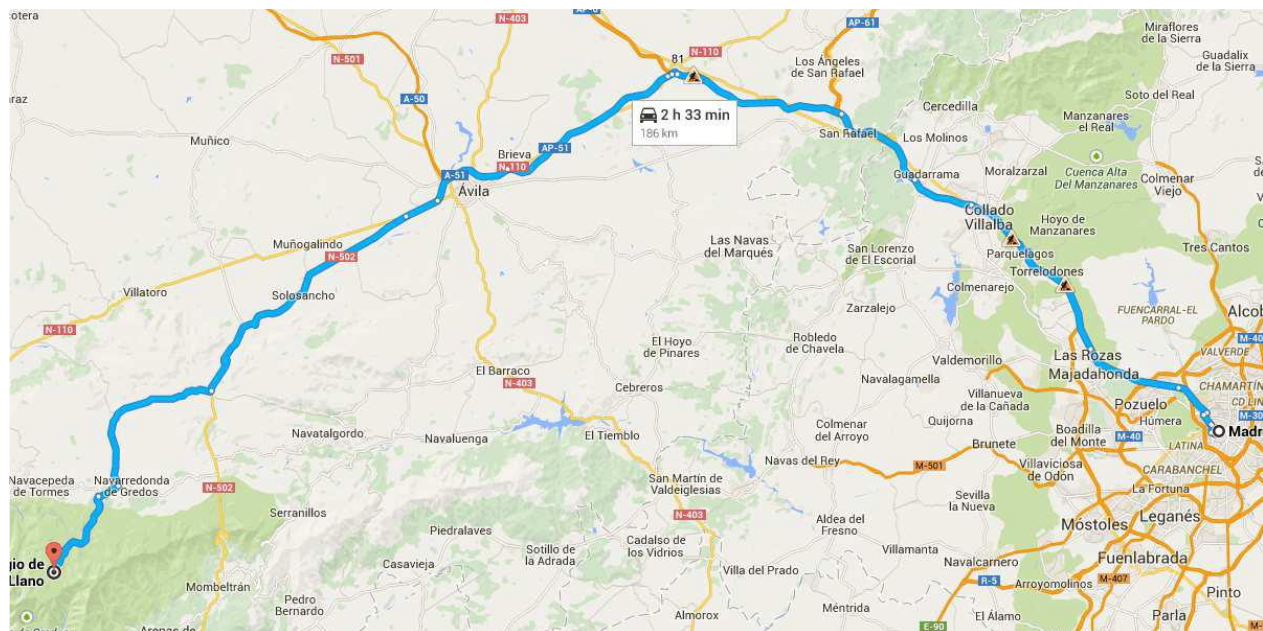 N-403
AP-6
AP-61
Miraflores
de la Sierra
Guadalix
de la Sierra
N-110
81
N-501
Los Ángeles
de San Rafael
A-50
Soto del Real
2 h 33 min
186 km
Cercedilla
Manzanares
el Real
Muñico
San Rafael
Los Molinos
Brieva
AP-51
N-110
A-51
Ávila
Guadarrama
Moralzarzal
Cuenca Alta
Del Manzanares
Colmenar
Viejo
Collado
Villalba
Hoyo de
Manzanares
Muñogalindo
N-502
Las Navas
del Marqués
San Lorenzo
de El Escorial
Parquelagos
Tres Cantos
Torrelodones
Villatoro
Solosancho
Colmenarejo
Zarzalejo
FUENCARRAL-EL
PARDO
N-110
El Hoyo
de Pinares
Robledo
de Chavela
Las Rozas
Majadahonda
VALVERDE
Valdemorillo
El Barraco
N-403
Cebreros
Navalagamella
CHAMARTÍN
Villanueva
de la Cañada
Pozuelo
Húmera
M-30
Navatalgordo
Navaluenga
El Tiemblo
Colmenar
del Arroyo
Quijorna
Brunete
Boadilla
del Monte
M-40
LATINA
Navas del Rey
M-501
Villaviciosa
de Odón
CARABANCHEL
Navacepeda
de Tormes
Navarredonda
de Gredos
N-502
San Martín de
Valdeiglesias
La Fortuna
Serranillos
N-403
Sevilla
la Nueva
Leganés
Móstoles
Piedralaves
Aldea del
Fresno
Sotillo de
la Adrada
Cadalso de
los Vidrios
Villamanta
Fuenlabrada
Casavieja
Villa del Prado
Navalcarnero
R-5
Arroyomolinos
M-407
Llano
Mombeltrán
Pedro
Bernardo
Pinto
Almorox
Méntrida
El Álamo
Parla
E-90